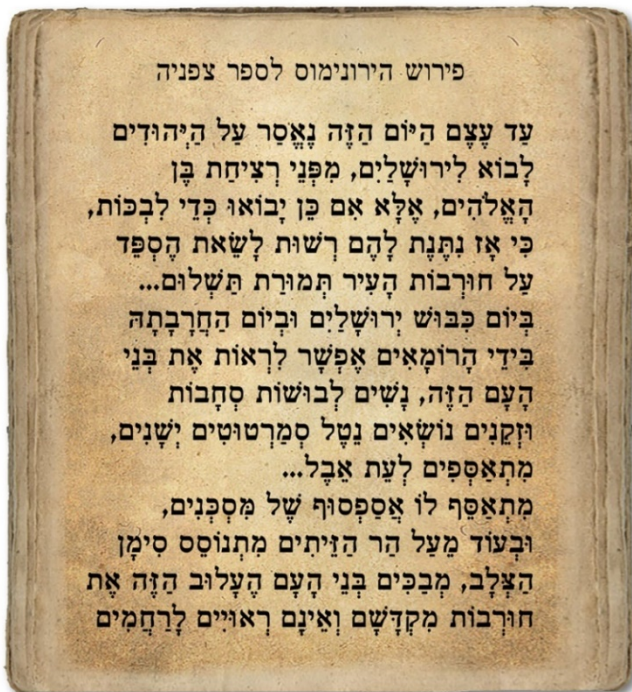 פירוש הירונימוס לספר צפניה
עַד עֶצֶם הַיּוֹם הַזֶּה נֶאֱסַר עַל הַיְּהוּדִים
לָבוֹא לִירוּשָׁלַיִם, מִפְּנֵי רְצִיחַת בֶּן
הָאֱלֹהִים, אֶלָּא אִם כֵּן יָבוֹאוּ כְּדֵי לִבְכּוֹת,
כִּי אָז נִתֶּנֶת לָהֶם רְשׁוּת לָשֵׂאת הֶסְפֵּד
עַל חוּרְבוֹת הָעִיר תְּמוּרַת תַּשְׁלוּם...
בְּיוֹם כִּבּוּשׁ יְרוּשָׁלַיִם וּבְיוֹם הַחֲרָבָתָהּ
בִּידֵי הָרוֹמָאִים אֶפְשָׁר לִרְאוֹת אֶת בְּנֵי
הָעָם הַזֶּה, נָשִׁים לְבוּשׁוֹת סְחָבוֹת
וּזְקֵנִים נוֹשְׂאִים נֵטֶל סְמַרְטוּטִים יְשָׁנִים,
מִתְאַסְּפִים לְעֵת אֵבֶל...
מִתְאַסֵּף לוֹ אֲסַפְסוּף שֶׁל מִסְכְּנִים,
וּבְעוֹד מֵעַל הַר הַזֵּיתִים מִתְנוֹסֵס סִימָן
הַצְּלָב, מְבַכִּים בְּנֵי הָעָם הֶעָלוּב הַזֶּה אֶת
חוּרְבוֹת מִקְדָּשָׁם וְאֵינָם רְאוּיִים לָרַחֲמִים